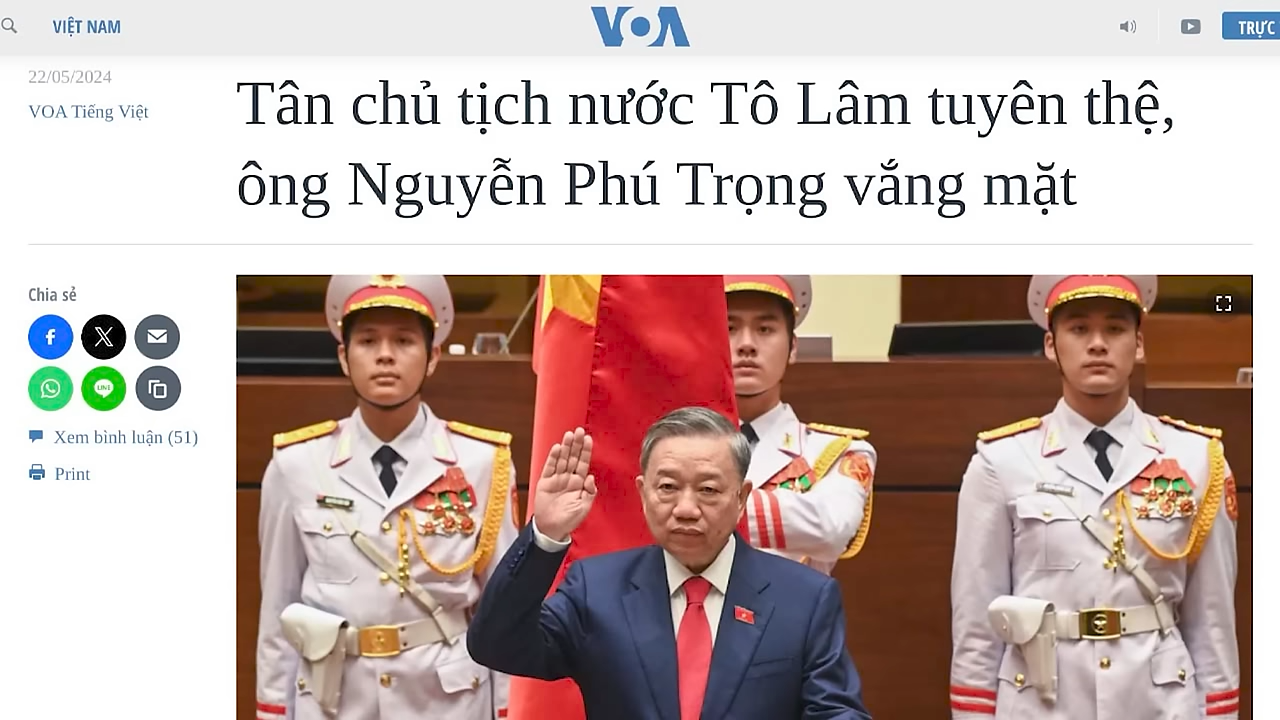 VIỆT NAM
VOA
TRỰC
22/05/2024
VOA Tiếng Việt
Tân chủ tịch nước Tô Lâm tuyên thệ,
ông Nguyễn Phú Trọng vắng mặt
Chia sẻ
LINE
Xem bình luận (51)
Print